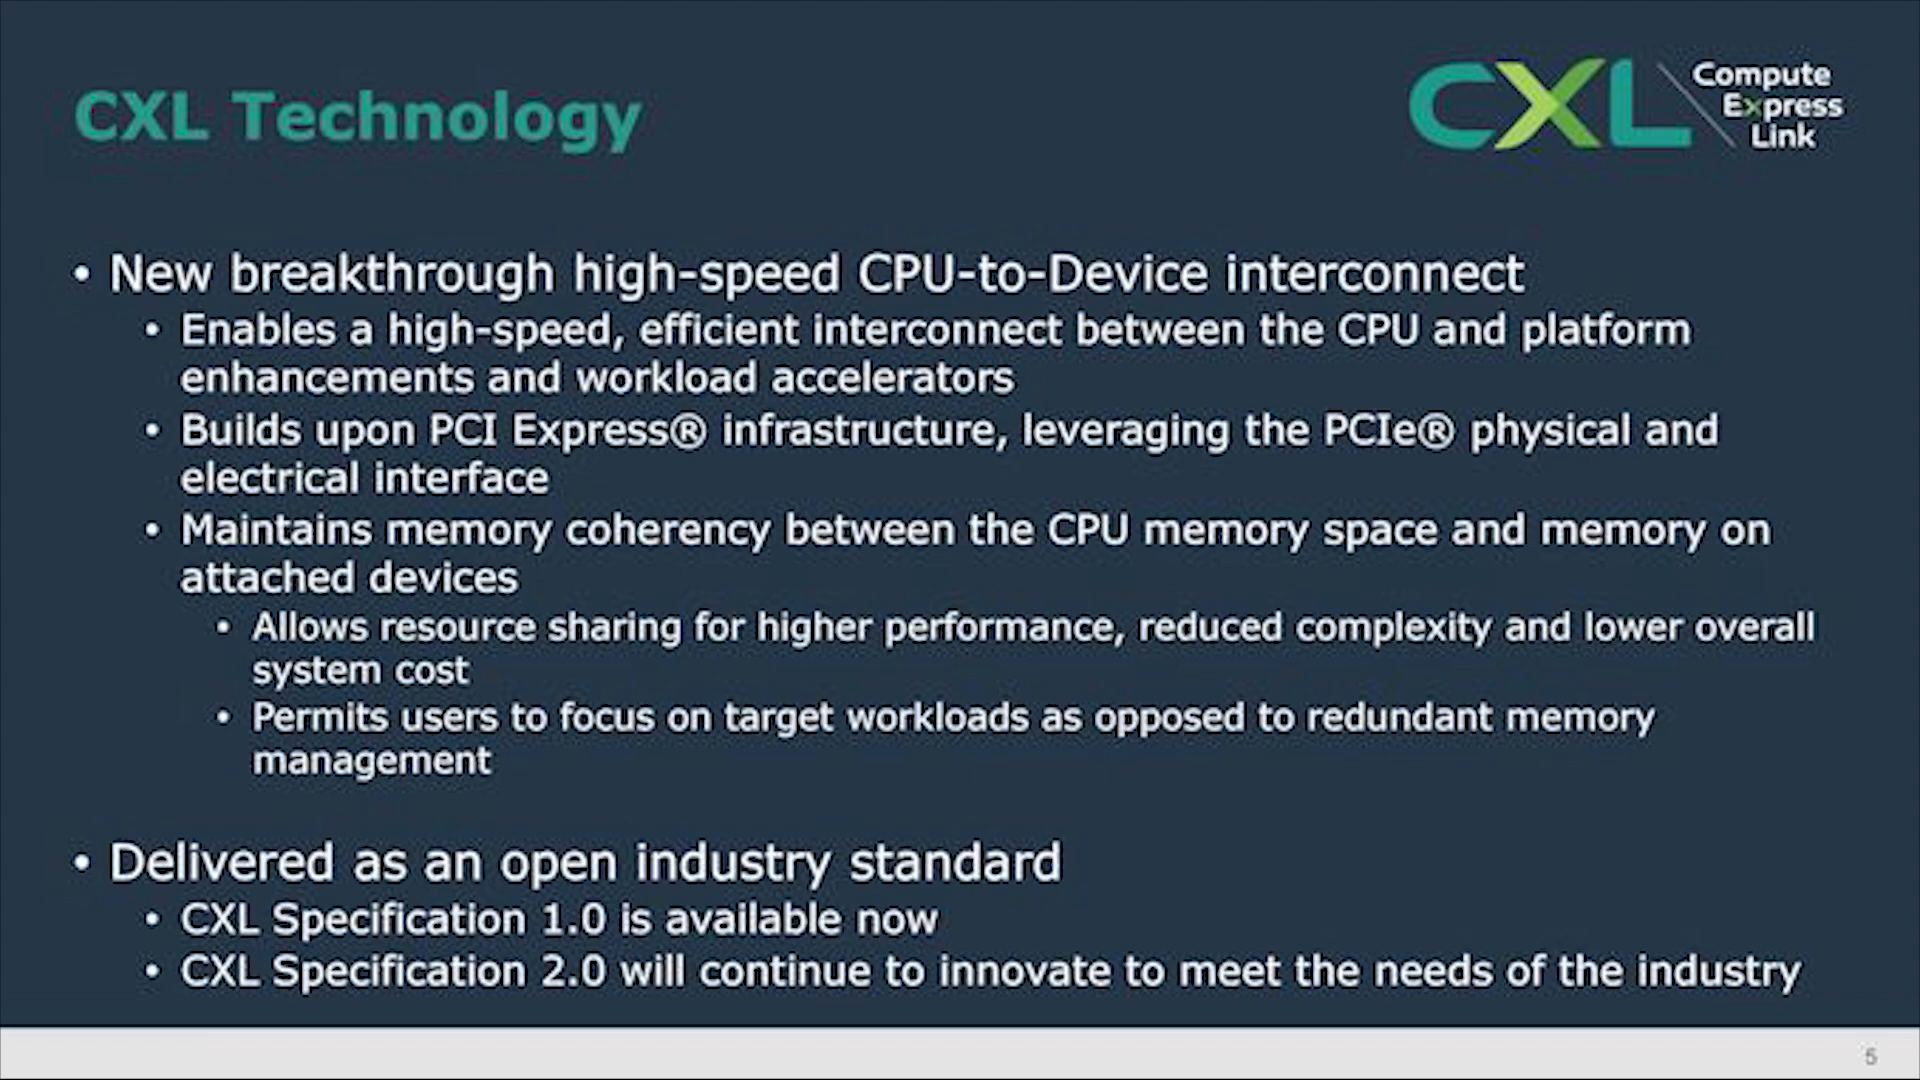 CXL Technology
CXL
Compute
Express
Link
• New breakthrough high-speed CPU-to-Device interconnect
• Enables a high-speed, efficient interconnect between the CPU and platform
enhancements and workload accelerators
• Builds upon PCI Express® infrastructure, leveraging the PCIe® physical and
electrical interface
• Maintains memory coherency between the CPU memory space and memory on
attached devices
• Allows resource sharing for higher performance, reduced complexity and lower overall
system cost
• Permits users to focus on target workloads as opposed to redundant memory
management
• Delivered as an open industry standard
• CXL Specification 1.0 is available now
• CXL Specification 2.0 will continue to innovate to meet the needs of the industry
5